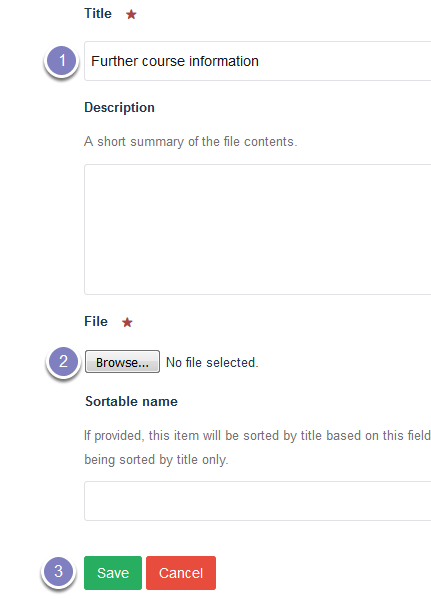 Title ★
1 Further course information
Description
A short summary of the file contents.
File ★
2 Browse... No file selected.
Sortable name
If provided, this item will be sorted by title based on this field
being sorted by title only.
3 Save Cancel